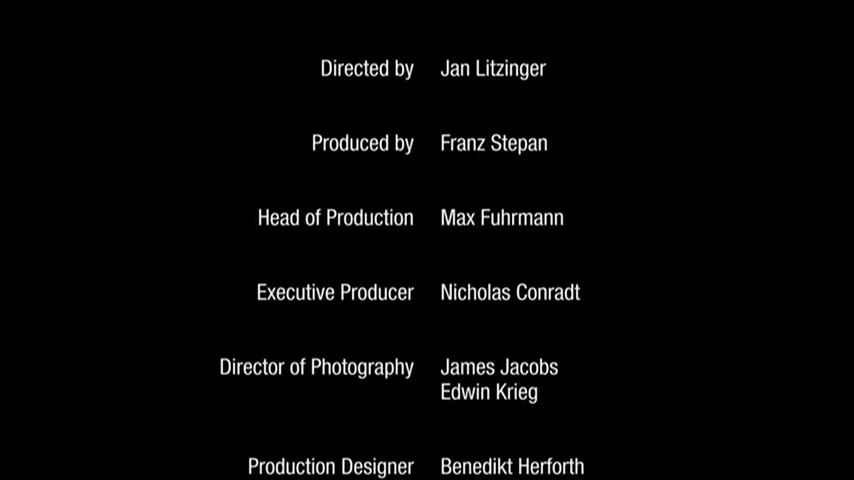 Directed by Jan Litzinger
Produced by Franz Stepan
Head of Production Max Fuhrmann
Executive Producer Nicholas Conradt
Director of Photography James Jacobs
Edwin Krieg
Production Designer Benedikt Herforth